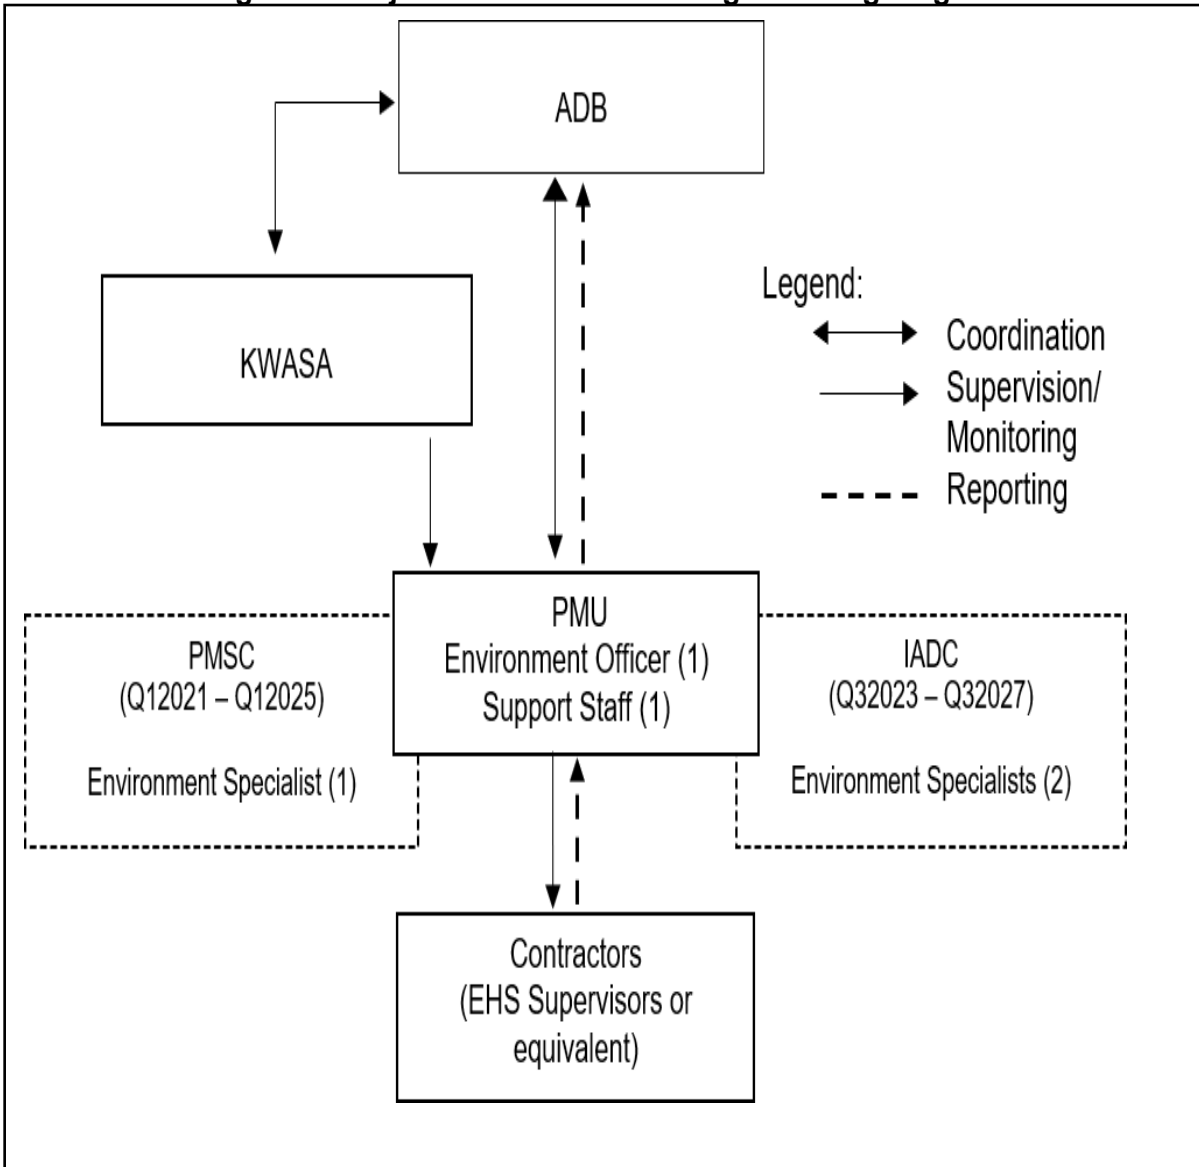 ADB
KWASA
Legend:
Coordination
Supervision/
Monitoring
Reporting
PMU
Environment Officer (1)
Support Staff (1)
PMSC
(Q12021 – Q12025)
Environment Specialist (1)
IADC
(Q32023 – Q32027)
Environment Specialists (2)
Contractors
(EHS Supervisors or
equivalent)